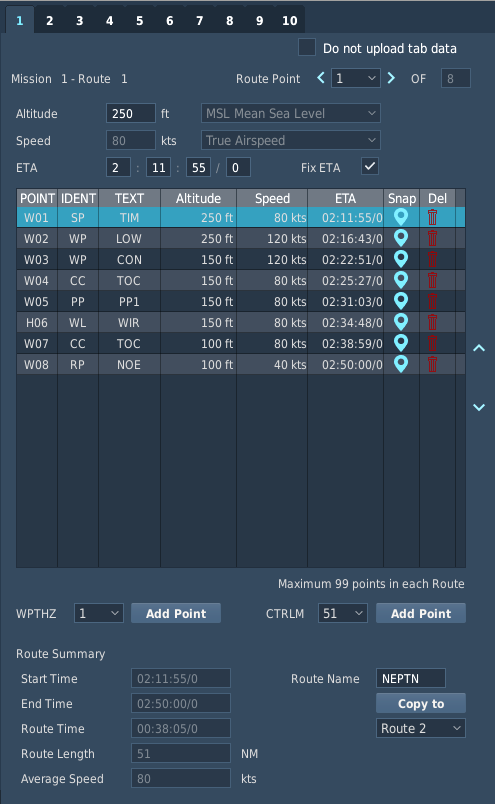 1 2 3 4 5 6 7 8 9 10
Do not upload tab data
Mission 1 - Route 1 Route Point 1 OF 8
Altitude 250 ft MSL Mean Sea Level
Speed 80 kts True Airspeed
ETA 2 : 11 : 55 / 0 Fix ETA
POINT IDENT TEXT Altitude Speed ETA Snap Del
W01 SP TIM 250 ft 80 kts 02:11:55/0
W02 WP LOW 250 ft 120 kts 02:16:43/0
W03 WP CON 150 ft 120 kts 02:22:51/0
W04 CC TOC 150 ft 80 kts 02:25:27/0
W05 PP PP1 150 ft 80 kts 02:31:03/0
H06 WL WIR 150 ft 80 kts 02:34:48/0
W07 CC TOC 100 ft 80 kts 02:38:59/0
W08 RP NOE 100 ft 40 kts 02:50:00/0
Maximum 99 points in each Route
WPTHZ 1 Add Point CTRLM 51 Add Point
Route Summary
Start Time 02:11:55/0 Route Name NEPTN
End Time 02:50:00/0 Copy to
Route Time 00:38:05/0 Route 2
Route Length 51 NM
Average Speed 80 kts